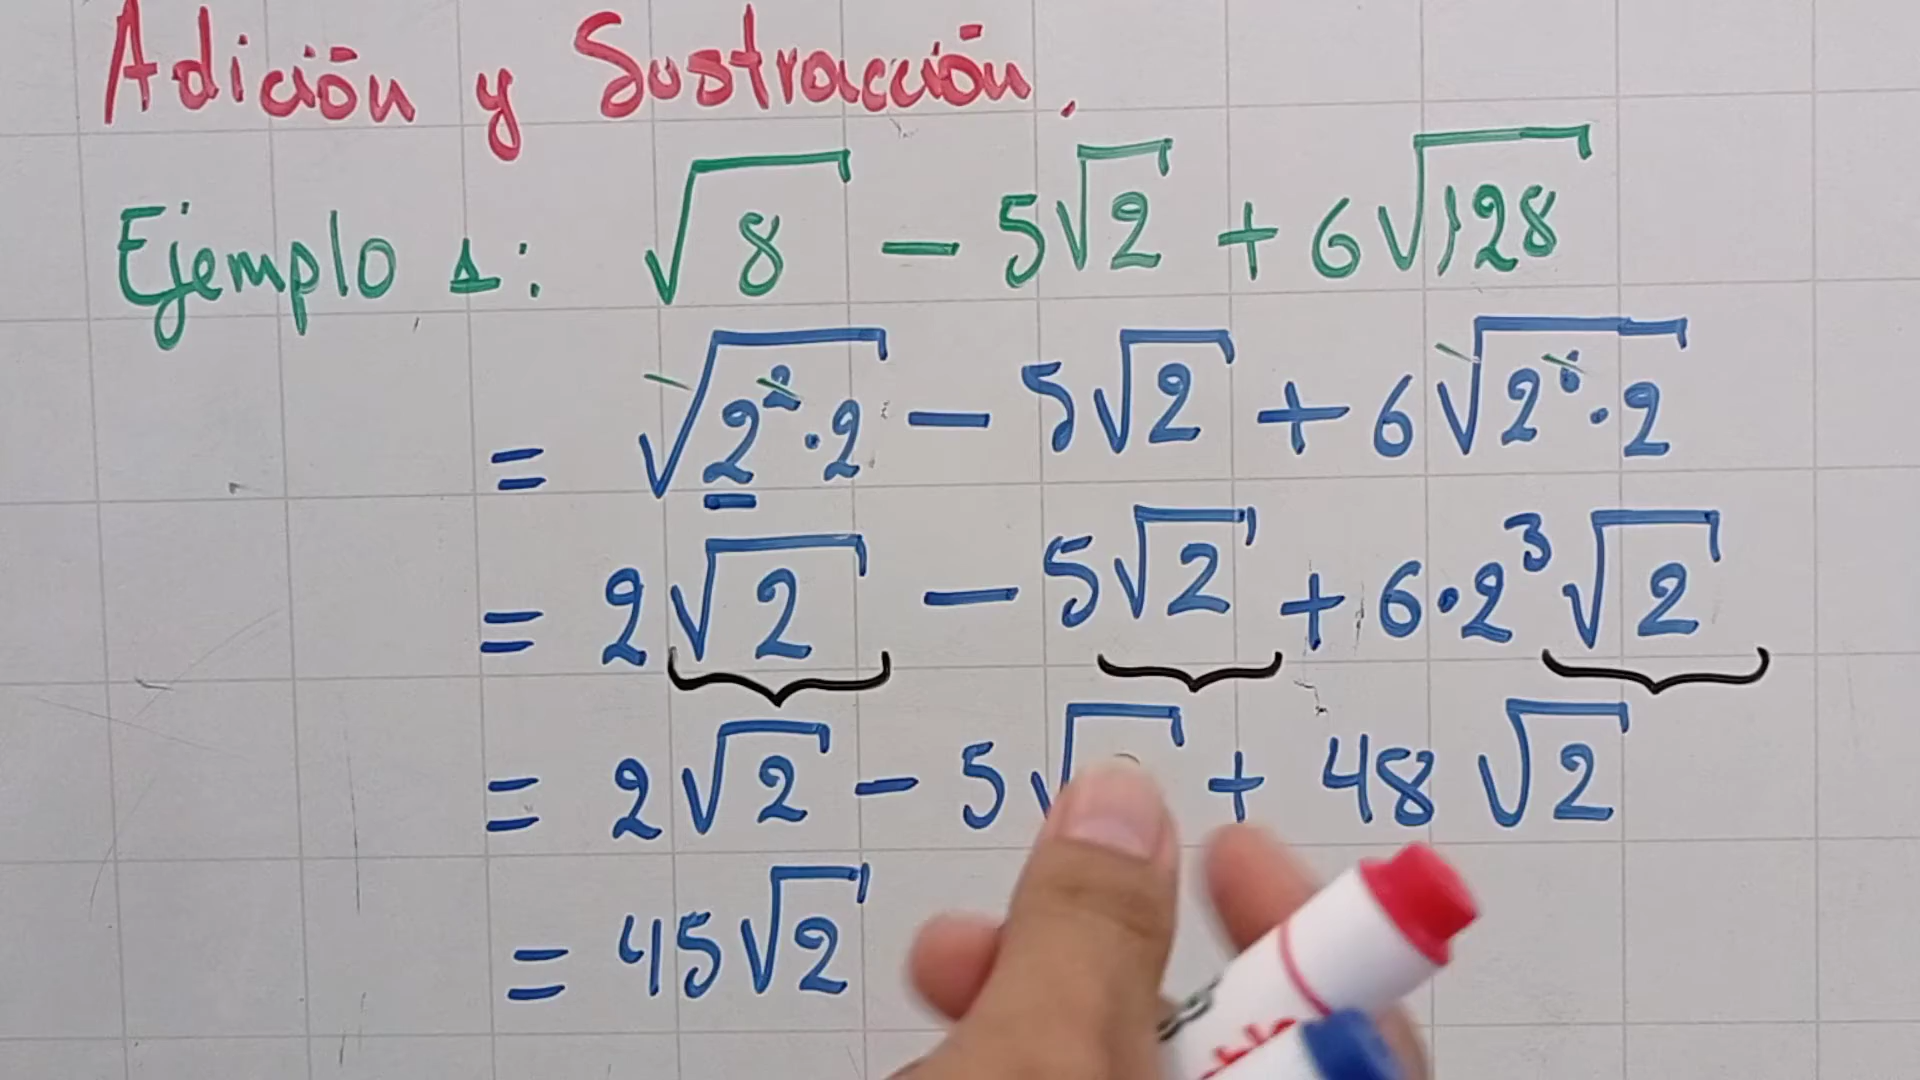 Adición y Sustracción.
Ejemplo 1: √8 − 5√2 + 6√128
= √2²·2 − 5√2 + 6√2⁶·2
= 2√2 − 5√2 + 6·2³√2
= 2√2 − 5√ + 48√2
= 45√2